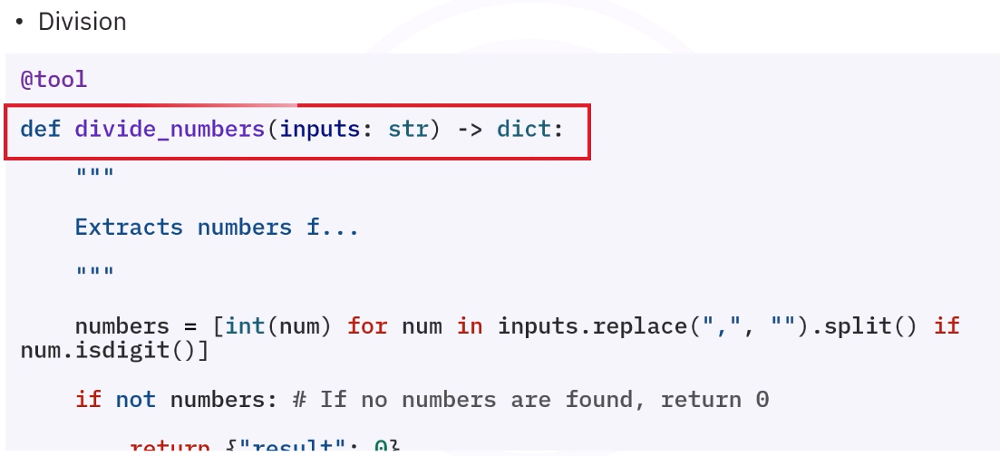 • Division
@tool
def divide_numbers(inputs: str) -> dict:
"""
Extracts numbers f...
"""
numbers = [int(num) for num in inputs.replace(",", "").split() if
num.isdigit()]
if not numbers: # If no numbers are found, return 0
return {"result": 0}